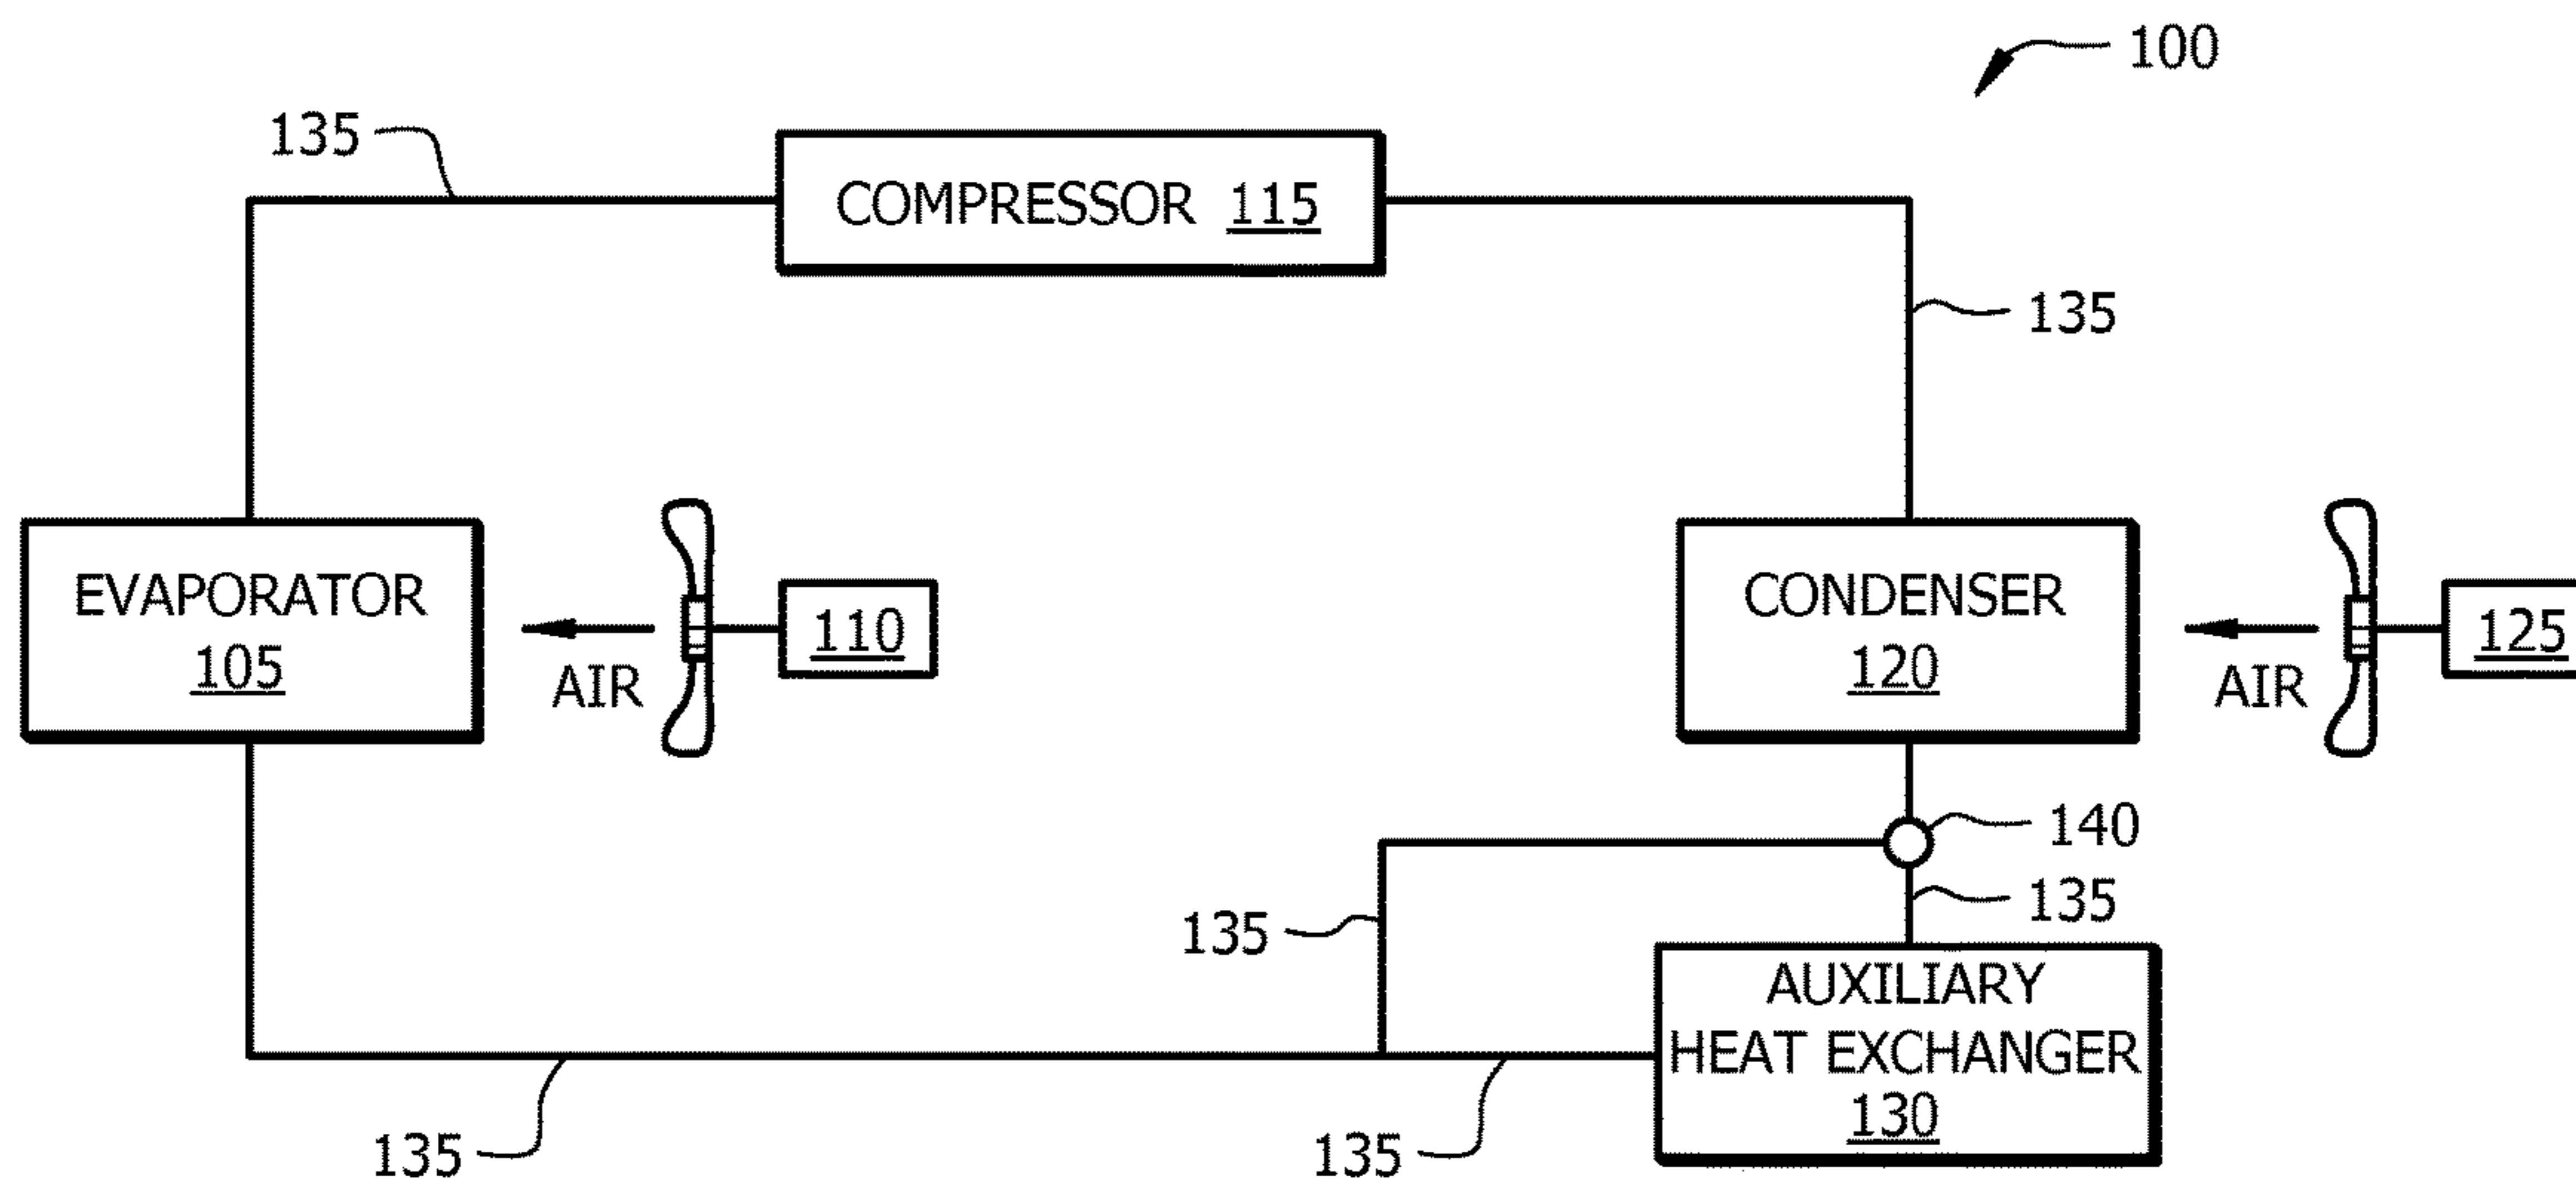 100
135
COMPRESSOR 115
135
EVAPORATOR
105
AIR
110
CONDENSER
120
AIR
125
140
135
135
AUXILIARY
HEAT EXCHANGER
130
135
135